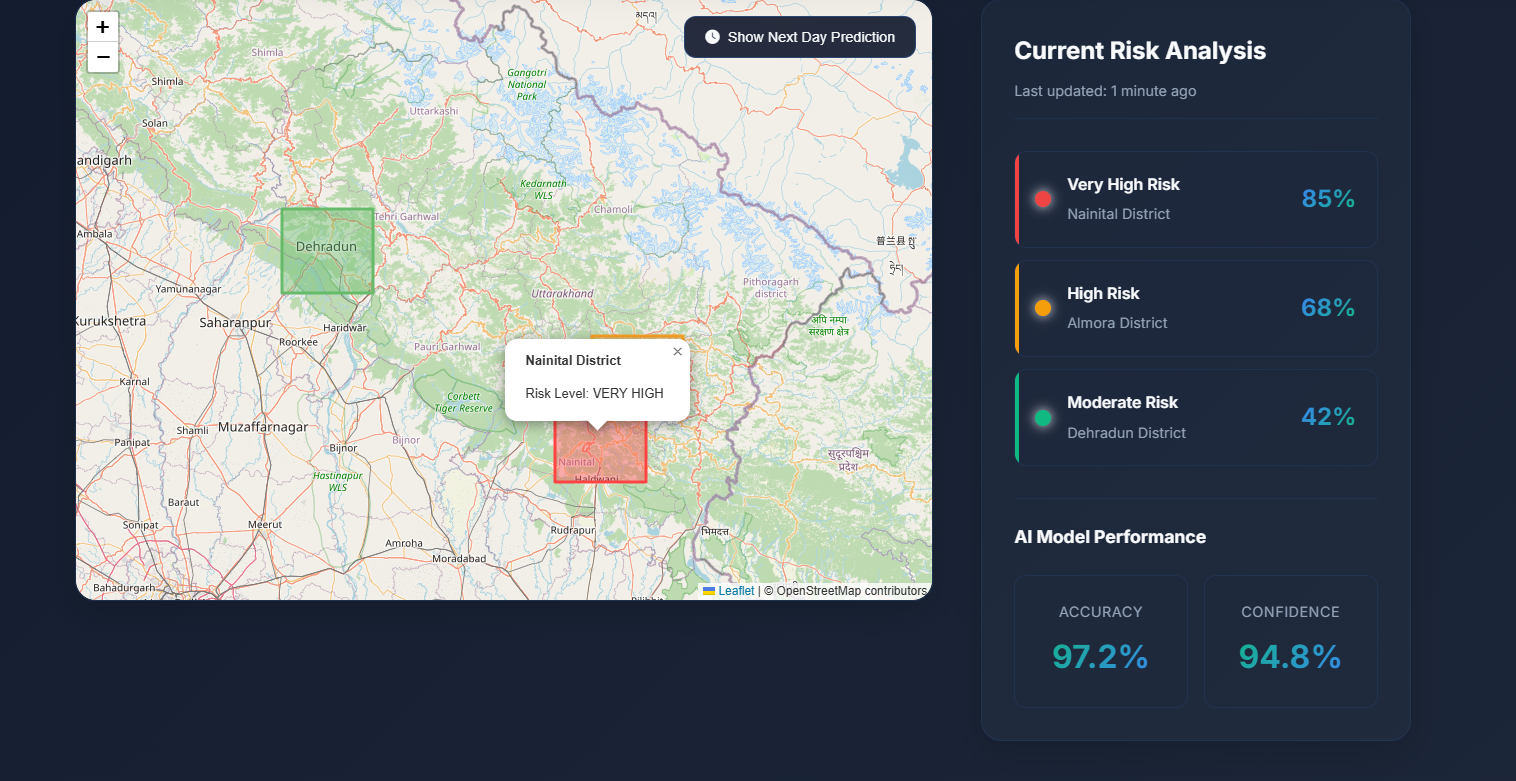 +
−
Show Next Day Prediction
Shimla
Gangotri
National
Park
Shimla
Uttarkashi
Solan
andigarh
Kedarnath
WLS
Chamoli
Tehri Garhwal
Ambala
Dehradun
普兰县
Yamunanagar
Pithoragarh
district
Uttarakhand
Kurukshetra
Saharanpur
Haridwar
Roorkee
अपि नम्पा
संरक्षण क्षेत्र
Pauri Garhwal
Nainital District
×
Risk Level: VERY HIGH
Karnal
Corbett
Tiger Reserve
Shamli
Muzaffarnagar
Panipat
Bijnor
Bijnor
सुदूरपश्चिम
प्रदेश
Nainital
Haldwani
Hastinapur
WLS
Baraut
Sonipat
Meerut
Rudrapur
भिमदत्त
Amroha
Moradabad
Bahadurgarh
Leaflet | © OpenStreetMap contributors
Current Risk Analysis
Last updated: 1 minute ago
Very High Risk
Nainital District
85%
High Risk
Almora District
68%
Moderate Risk
Dehradun District
42%
AI Model Performance
ACCURACY
97.2%
CONFIDENCE
94.8%